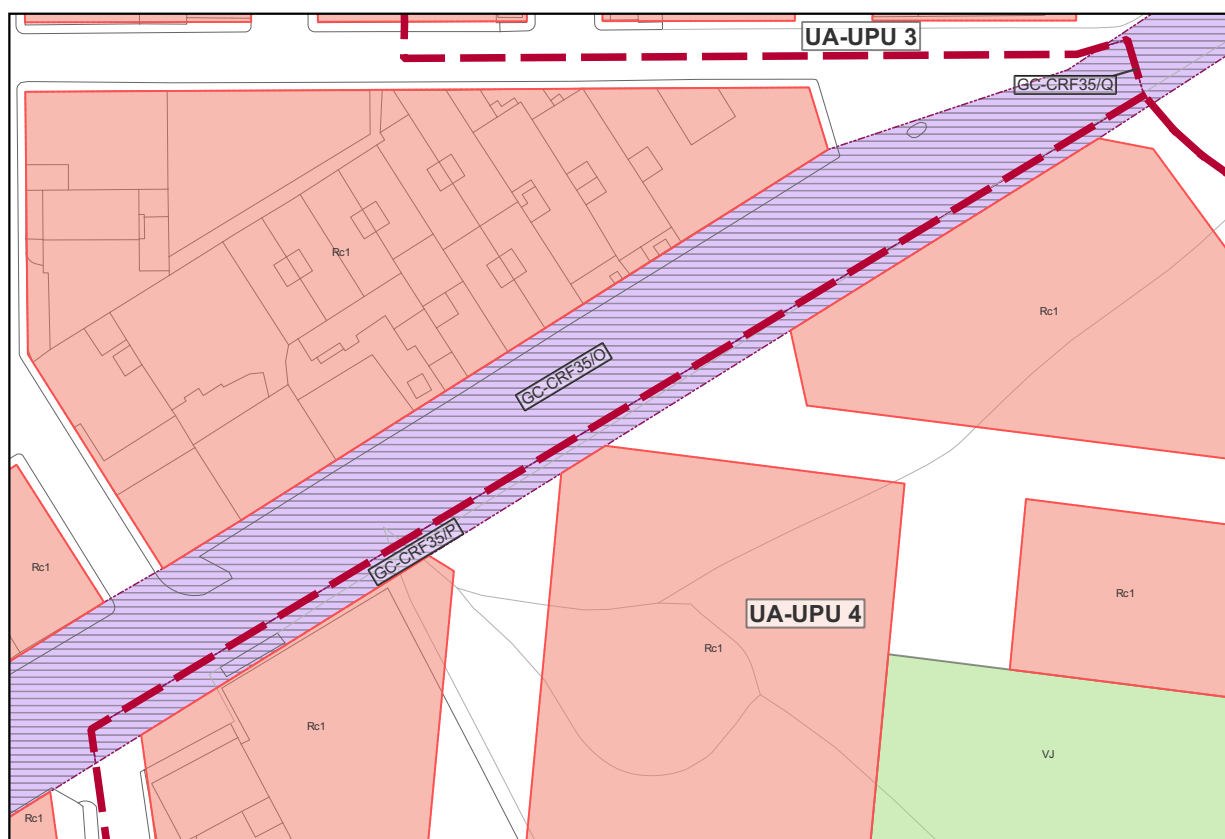 UA-UPU 3
GC-CRF35/Q
Rc1
Rc1
GC-CRF35/O
GC-CRF35/P
Rc1
Rc1
UA-UPU 4
Rc1
Rc1
VJ
Rc1